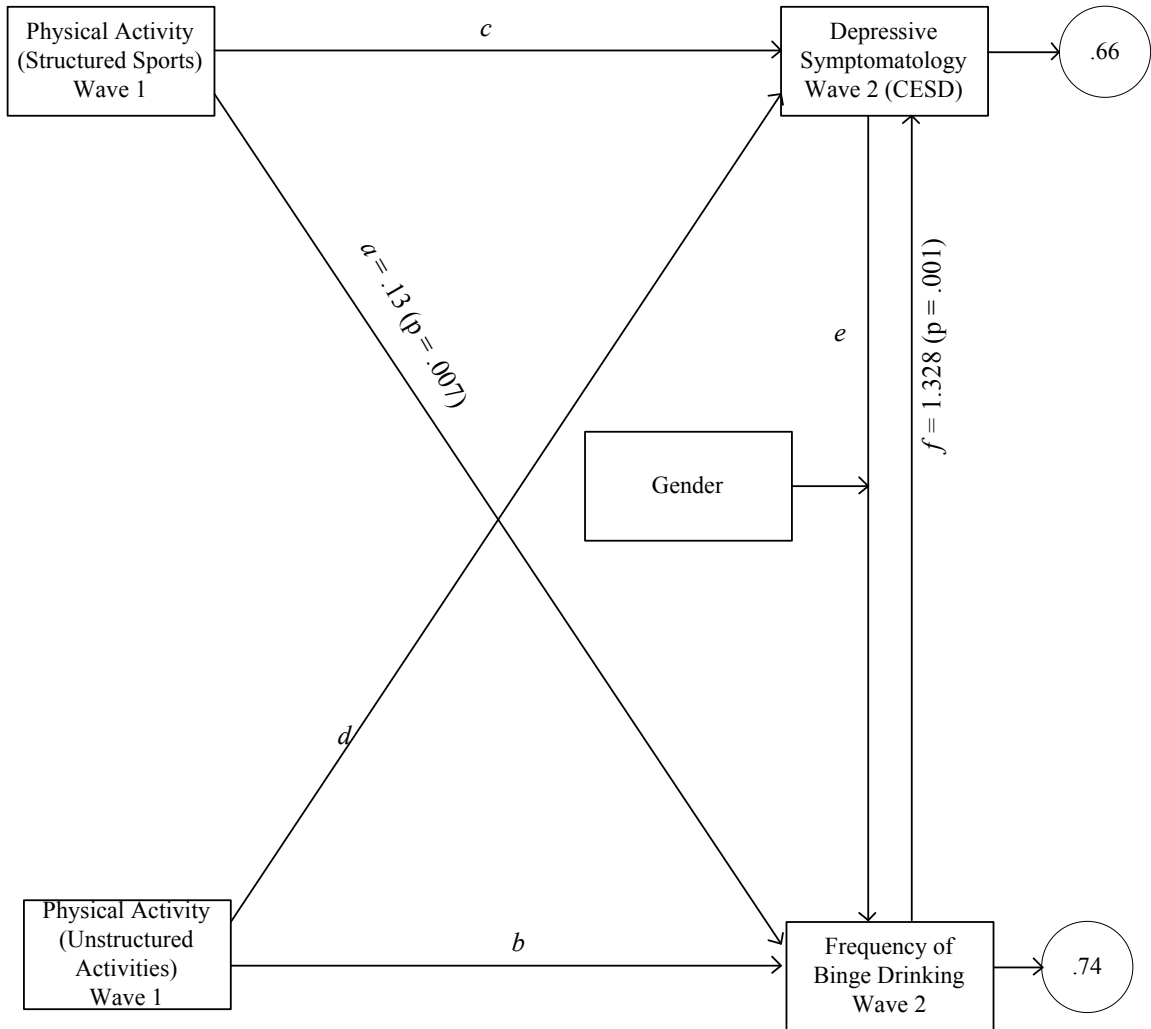 Physical Activity
(Structured Sports)
Wave 1
c
Depressive
Symptomatology
Wave 2 (CESD)
.66
a = .13 (p = .007)
e
f = 1.328 (p = .001)
Gender
d
Physical Activity
(Unstructured
Activities)
Wave 1
b
Frequency of
Binge Drinking
Wave 2
.74